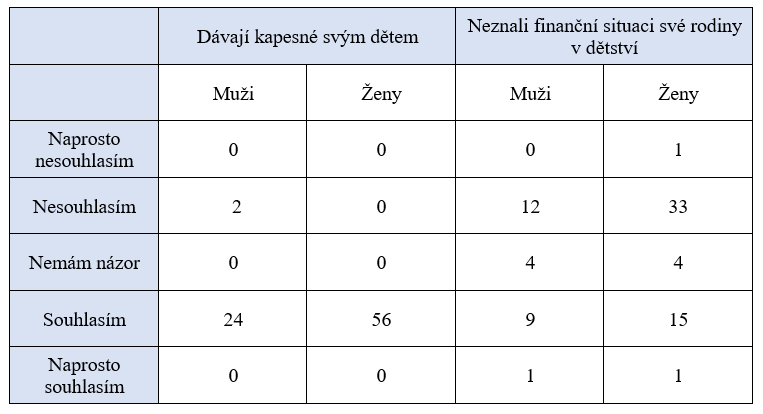 Dávají kapesné svým dětem
Neznali finanční situaci své rodiny
v dětství
Muži Ženy Muži Ženy
Naprosto
nesouhlasím 0 0 0 1
Nesouhlasím 2 0 12 33
Nemám názor 0 0 4 4
Souhlasím 24 56 9 15
Naprosto
souhlasím 0 0 1 1